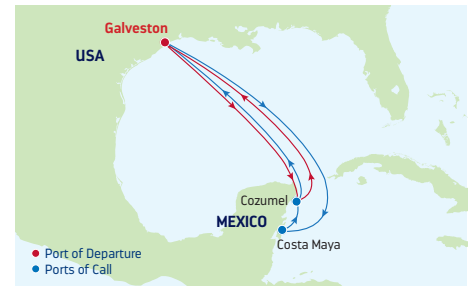 Galveston
USA
Cozumel
MEXICO
Costa Maya
Port of Departure
Ports of Call